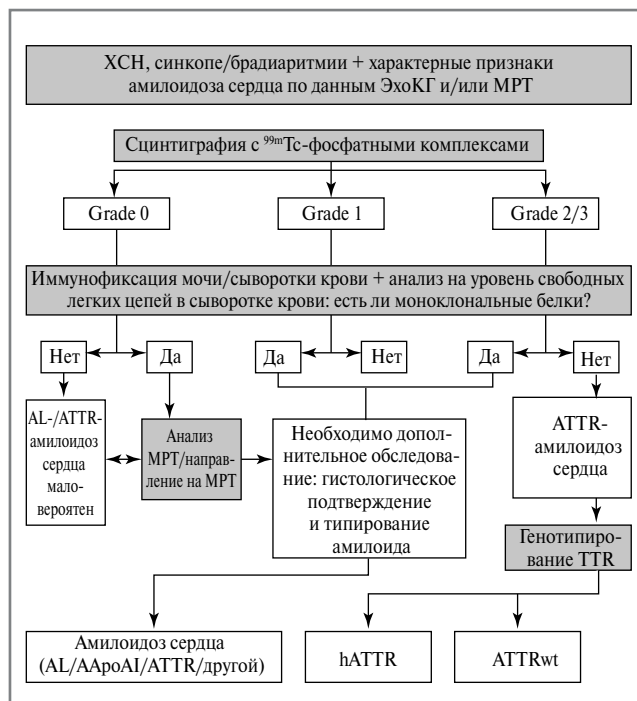 ХСН, синкопе/брадиаритмии + характерные признаки
амилоидоза сердца по данным ЭхоКГ и/или МРТ
Сцинтиграфия с ⁹⁹ᵐTc-фосфатными комплексами
Grade 0
Grade 1
Grade 2/3
Иммунофиксация мочи/сыворотки крови + анализ на уровень свободных
легких цепей в сыворотке крови: есть ли моноклональные белки?
Нет
Да
Да
Нет
Да
Нет
AL-/ATTR-
амилоидоз
сердца
мало-
вероятен
Анализ
МРТ/направле-
ние на МРТ
Необходимо допол-
нительное обследова-
ние: гистологическое
подтверждение
и типирование
амилоида
ATTR-
амилоидоз
сердца
Генотипиро-
вание TTR
Амилоидоз сердца
(AL/AApoAI/ATTR/другой)
hATTR
ATTRwt